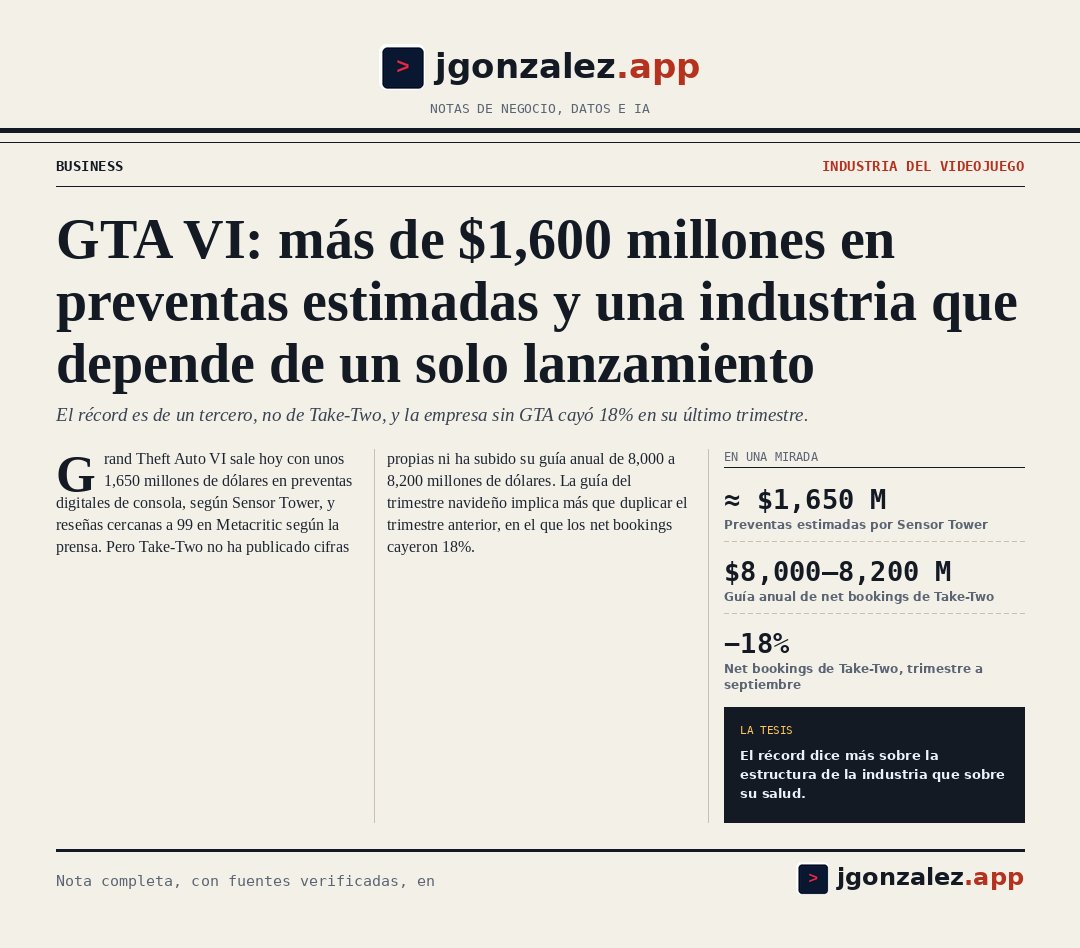 > jgonzalez.app
NOTAS DE NEGOCIO, DATOS E IA
BUSINESS
INDUSTRIA DEL VIDEOJUEGO
GTA VI: más de $1,600 millones en
preventas estimadas y una industria que
depende de un solo lanzamiento
El récord es de un tercero, no de Take-Two, y la empresa sin GTA cayó 18% en su último trimestre.
Grand Theft Auto VI sale hoy con unos
1,650 millones de dólares en preventas
digitales de consola, según Sensor Tower, y
reseñas cercanas a 99 en Metacritic según la
prensa. Pero Take-Two no ha publicado cifras
propias ni ha subido su guía anual de 8,000 a
8,200 millones de dólares. La guía del
trimestre navideño implica más que duplicar el
trimestre anterior, en el que los net bookings
cayeron 18%.
EN UNA MIRADA
≈ $1,650 M
Preventas estimadas por Sensor Tower
$8,000–8,200 M
Guía anual de net bookings de Take-Two
−18%
Net bookings de Take-Two, trimestre a
septiembre
LA TESIS
El récord dice más sobre la
estructura de la industria que sobre
su salud.
Nota completa, con fuentes verificadas, en
> jgonzalez.app